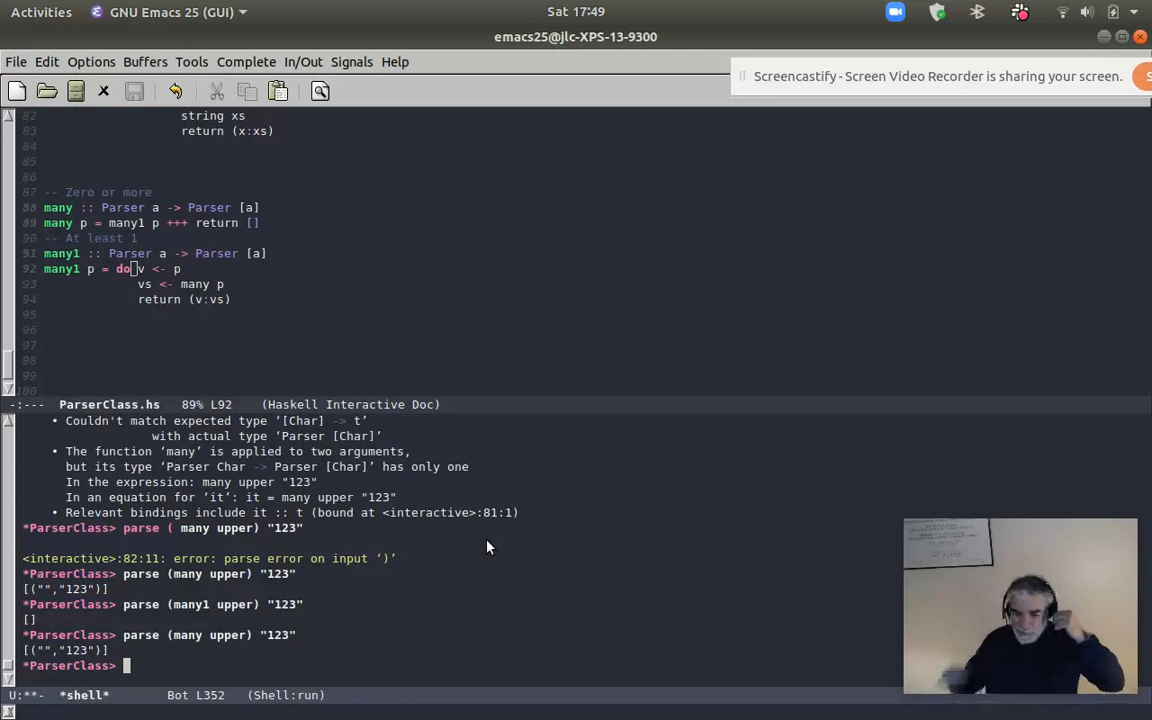 Activities GNU Emacs 25 (GUI) Sat 17:49
emacs25@jlc-XPS-13-9300
File Edit Options Buffers Tools Complete In/Out Signals Help
Screencastify - Screen Video Recorder is sharing your screen. S
82 string xs
83 return (x:xs)
84
85
86
87 -- Zero or more
88 many :: Parser a -> Parser [a]
89 many p = many1 p +++ return []
90 -- At least 1
91 many1 :: Parser a -> Parser [a]
92 many1 p = do v <- p
93 vs <- many p
94 return (v:vs)
95
96
97
98
99
100
-:--- ParserClass.hs 89% L92 (Haskell Interactive Doc)
• Couldn't match expected type ‘[Char] -> t’
with actual type ‘Parser [Char]’
• The function ‘many’ is applied to two arguments,
but its type ‘Parser Char -> Parser [Char]’ has only one
In the expression: many upper "123"
In an equation for ‘it’: it = many upper "123"
• Relevant bindings include it :: t (bound at <interactive>:81:1)
*ParserClass> parse ( many upper) "123"
<interactive>:82:11: error: parse error on input ‘)’
*ParserClass> parse (many upper) "123"
[("","123")]
*ParserClass> parse (many1 upper) "123"
[]
*ParserClass> parse (many upper) "123"
[("","123")]
*ParserClass>
U:**- *shell* Bot L352 (Shell:run)